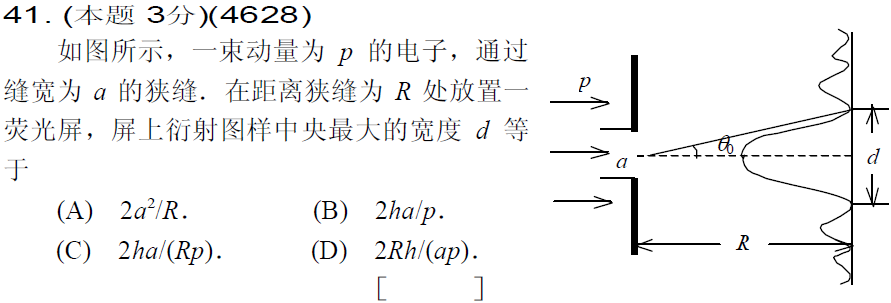 41. (本题 3分)(4628)
如图所示，一束动量为 p 的电子，通过
缝宽为 a 的狭缝．在距离狭缝为 R 处放置一
荧光屏，屏上衍射图样中央最大的宽度 d 等
于
(A) 2a²/R． (B) 2ha/p．
(C) 2ha/(Rp)． (D) 2Rh/(ap)．
[ ]
p
θ₀
a
d
R